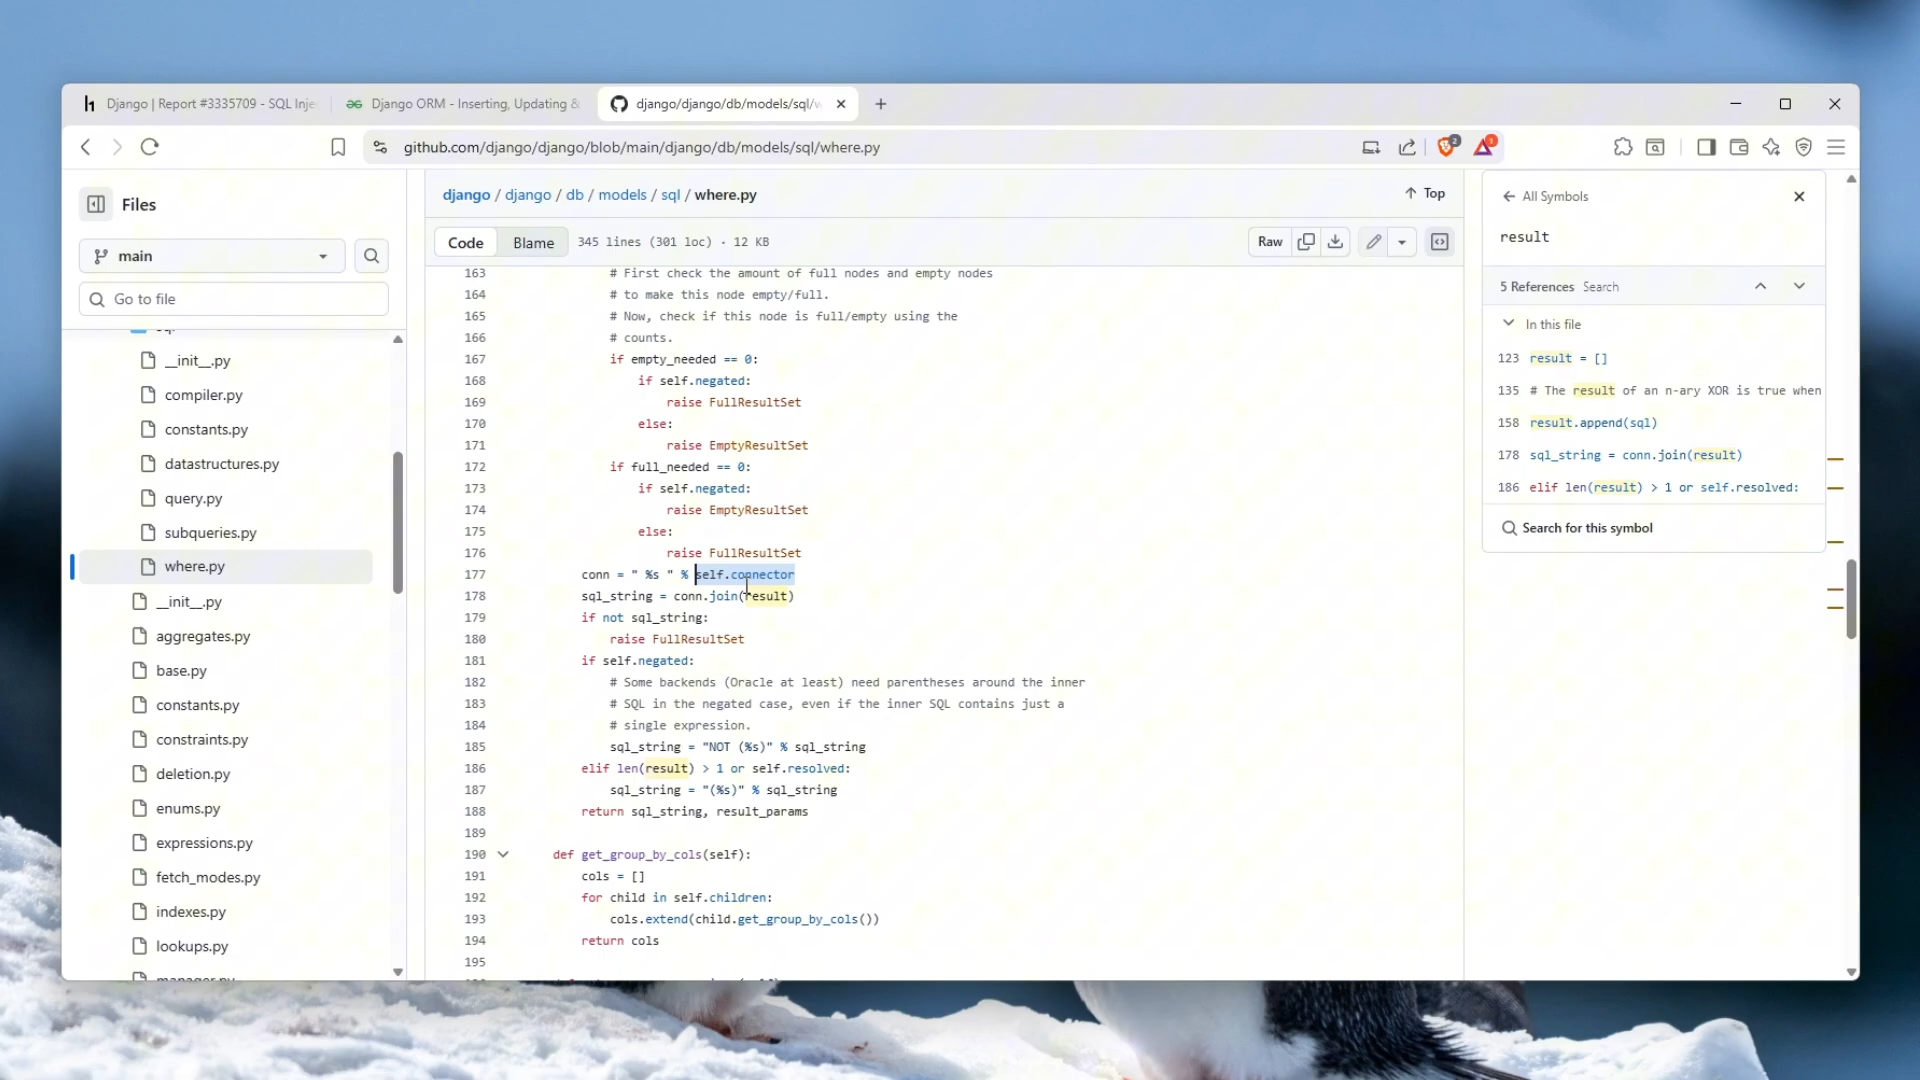 Django | Report #3335709 - SQL Inje
Django ORM - Inserting, Updating &
django/django/db/models/sql/w
github.com/django/django/blob/main/django/db/models/sql/where.py
2
1
Files
main
Go to file
__init__.py
compiler.py
constants.py
datastructures.py
query.py
subqueries.py
where.py
__init__.py
aggregates.py
base.py
constants.py
constraints.py
deletion.py
enums.py
expressions.py
fetch_modes.py
indexes.py
lookups.py
manager.py
django / django / db / models / sql / where.py
Top
Code Blame 345 lines (301 loc) · 12 KB
Raw
163 # First check the amount of full nodes and empty nodes
164 # to make this node empty/full.
165 # Now, check if this node is full/empty using the
166 # counts.
167 if empty_needed == 0:
168 if self.negated:
169 raise FullResultSet
170 else:
171 raise EmptyResultSet
172 if full_needed == 0:
173 if self.negated:
174 raise EmptyResultSet
175 else:
176 raise FullResultSet
177 conn = " %s " % self.connector
178 sql_string = conn.join(result)
179 if not sql_string:
180 raise FullResultSet
181 if self.negated:
182 # Some backends (Oracle at least) need parentheses around the inner
183 # SQL in the negated case, even if the inner SQL contains just a
184 # single expression.
185 sql_string = "NOT (%s)" % sql_string
186 elif len(result) > 1 or self.resolved:
187 sql_string = "(%s)" % sql_string
188 return sql_string, result_params
189
190 def get_group_by_cols(self):
191 cols = []
192 for child in self.children:
193 cols.extend(child.get_group_by_cols())
194 return cols
195
All Symbols
result
5 References Search
In this file
123 result = []
135 # The result of an n-ary XOR is true when
158 result.append(sql)
178 sql_string = conn.join(result)
186 elif len(result) > 1 or self.resolved:
Search for this symbol